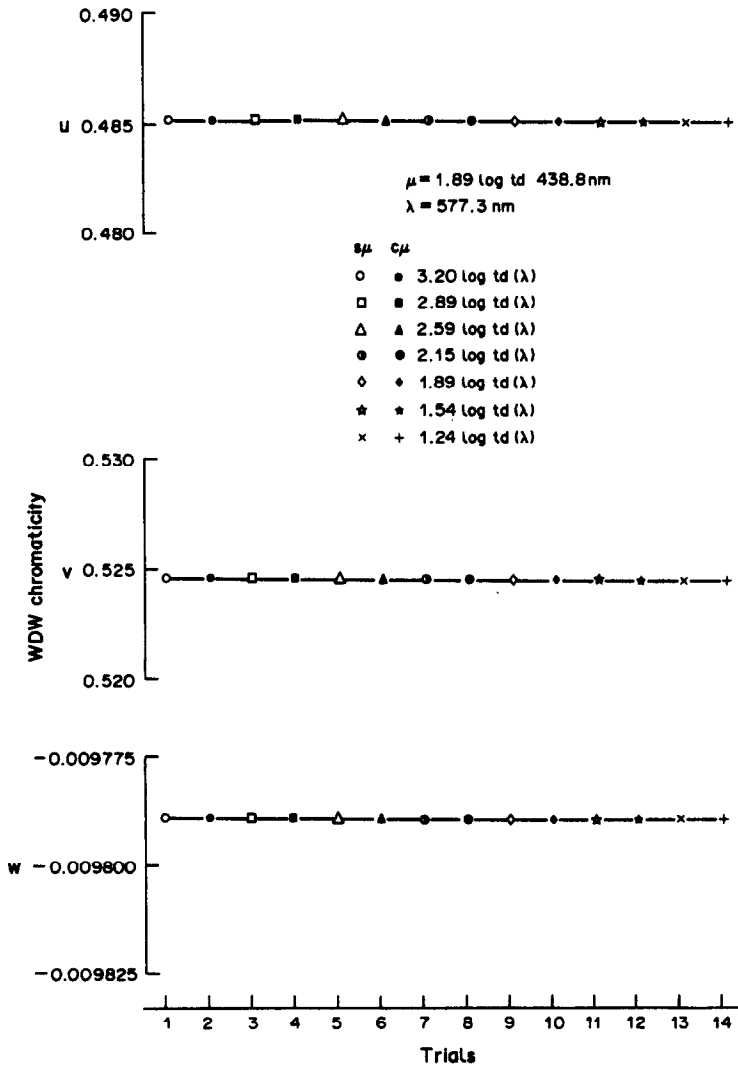 0.490
u 0.485
0.480
μ = 1.89 log td 438.8nm
λ = 577.3 nm
sμ cμ
3.20 log td (λ)
2.89 log td (λ)
2.59 log td (λ)
2.15 log td (λ)
1.89 log td (λ)
1.54 log td (λ)
1.24 log td (λ)
0.530
v 0.525
0.520
WDW chromaticity
−0.009775
w −0.009800
−0.009825
1 2 3 4 5 6 7 8 9 10 11 12 13 14
Trials